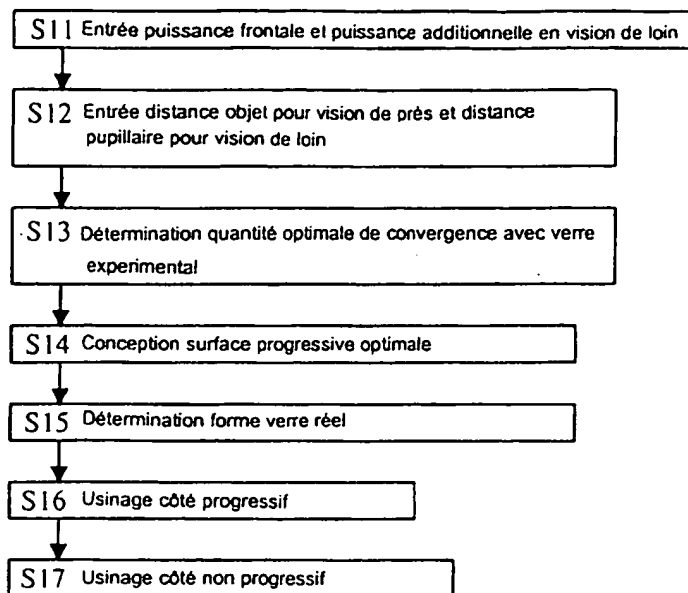 S11 Entrée puissance frontale et puissance additionnelle en vision de loin
S12 Entrée distance objet pour vision de près et distance
pupillaire pour vision de loin
S13 Détermination quantité optimale de convergence avec verre
experimental
S14 Conception surface progressive optimale
S15 Détermination forme verre réel
S16 Usinage côté progressif
S17 Usinage côté non progressif